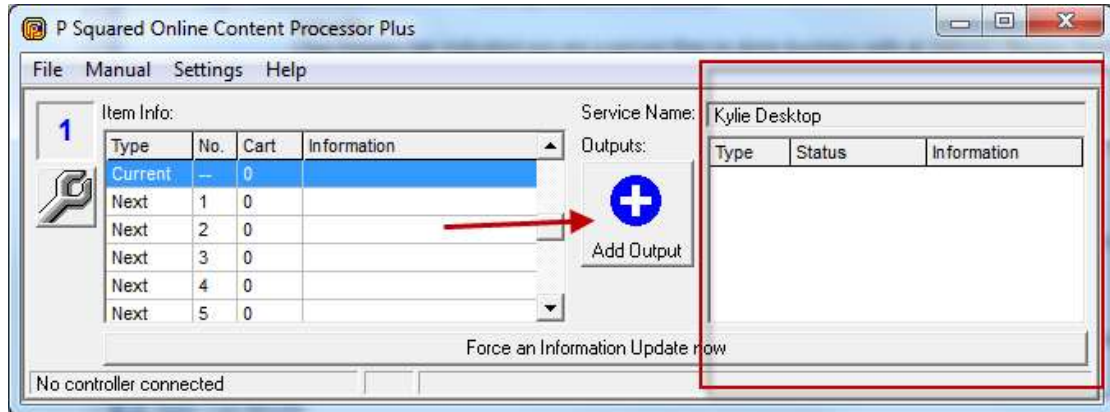 P Squared Online Content Processor Plus
File Manual Settings Help
1
Item Info:
Type No. Cart Information
Current -- 0
Next 1 0
Next 2 0
Next 3 0
Next 4 0
Next 5 0
Service Name: Kylie Desktop
Outputs:
Add Output
Type Status Information
Force an Information Update now
No controller connected